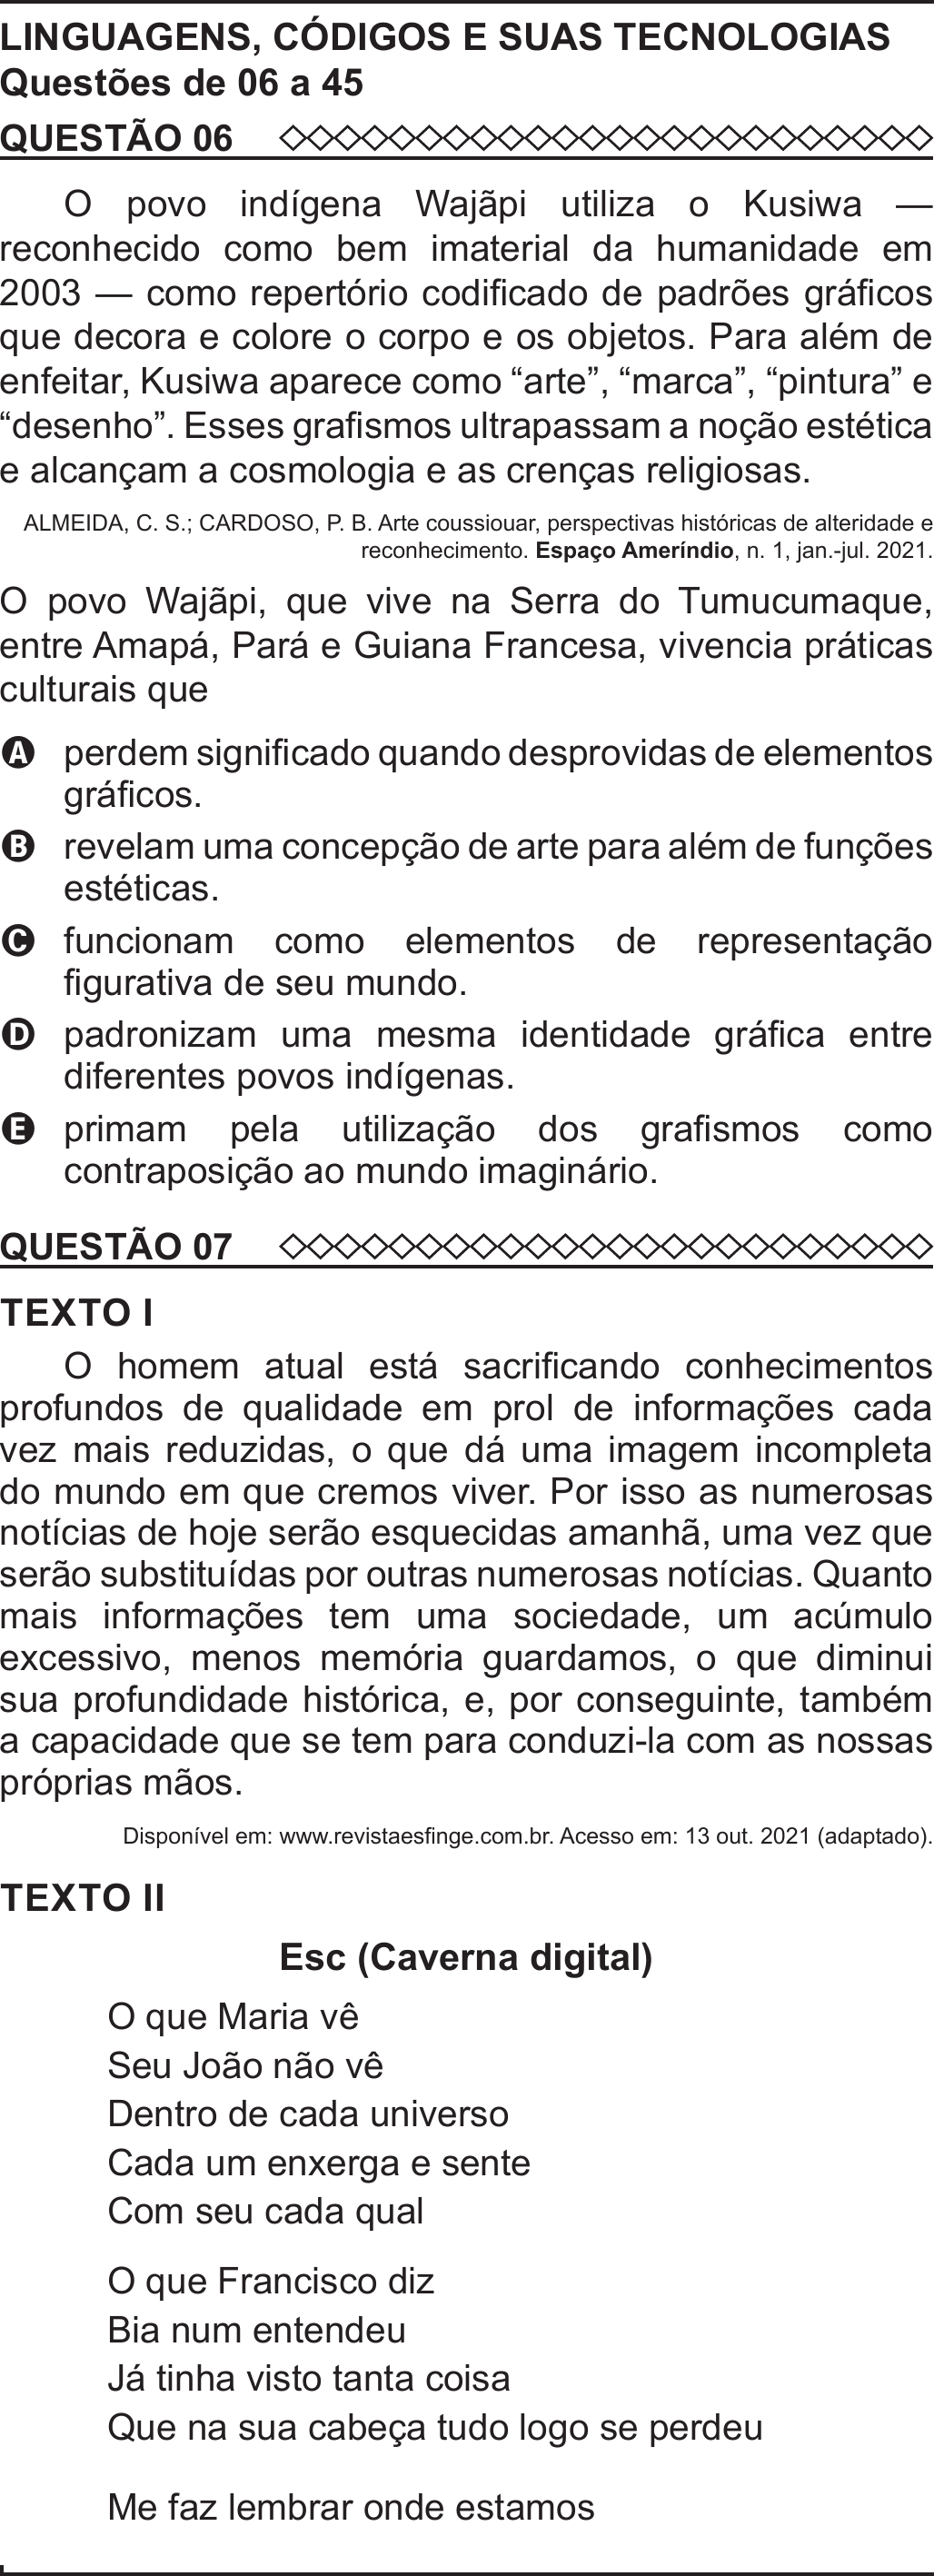 LINGUAGENS, CÓDIGOS E SUAS TECNOLOGIAS
Questões de 06 a 45
QUESTÃO 06
O povo indígena Wajãpi utiliza o Kusiwa —
reconhecido como bem imaterial da humanidade em
2003 — como repertório codificado de padrões gráficos
que decora e colore o corpo e os objetos. Para além de
enfeitar, Kusiwa aparece como “arte”, “marca”, “pintura” e
“desenho”. Esses grafismos ultrapassam a noção estética
e alcançam a cosmologia e as crenças religiosas.
ALMEIDA, C. S.; CARDOSO, P. B. Arte coussiouar, perspectivas históricas de alteridade e
reconhecimento. Espaço Ameríndio, n. 1, jan.-jul. 2021.
O povo Wajãpi, que vive na Serra do Tumucumaque,
entre Amapá, Pará e Guiana Francesa, vivencia práticas
culturais que
A perdem significado quando desprovidas de elementos
gráficos.
B revelam uma concepção de arte para além de funções
estéticas.
C funcionam como elementos de representação
figurativa de seu mundo.
D padronizam uma mesma identidade gráfica entre
diferentes povos indígenas.
E primam pela utilização dos grafismos como
contraposição ao mundo imaginário.
QUESTÃO 07
TEXTO I
O homem atual está sacrificando conhecimentos
profundos de qualidade em prol de informações cada
vez mais reduzidas, o que dá uma imagem incompleta
do mundo em que cremos viver. Por isso as numerosas
notícias de hoje serão esquecidas amanhã, uma vez que
serão substituídas por outras numerosas notícias. Quanto
mais informações tem uma sociedade, um acúmulo
excessivo, menos memória guardamos, o que diminui
sua profundidade histórica, e, por conseguinte, também
a capacidade que se tem para conduzi-la com as nossas
próprias mãos.
Disponível em: www.revistaesfinge.com.br. Acesso em: 13 out. 2021 (adaptado).
TEXTO II
Esc (Caverna digital)
O que Maria vê
Seu João não vê
Dentro de cada universo
Cada um enxerga e sente
Com seu cada qual
O que Francisco diz
Bia num entendeu
Já tinha visto tanta coisa
Que na sua cabeça tudo logo se perdeu
Me faz lembrar onde estamos